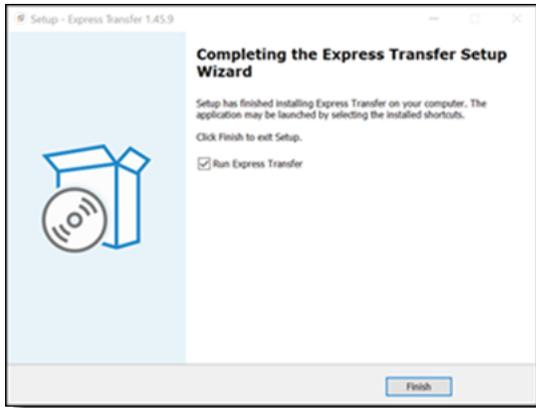 Setup - Express Transfer 1.45.9
Completing the Express Transfer Setup
Wizard
Setup has finished installing Express Transfer on your computer. The
application may be launched by selecting the installed shortcuts.
Click Finish to exit Setup.
Run Express Transfer
Finish